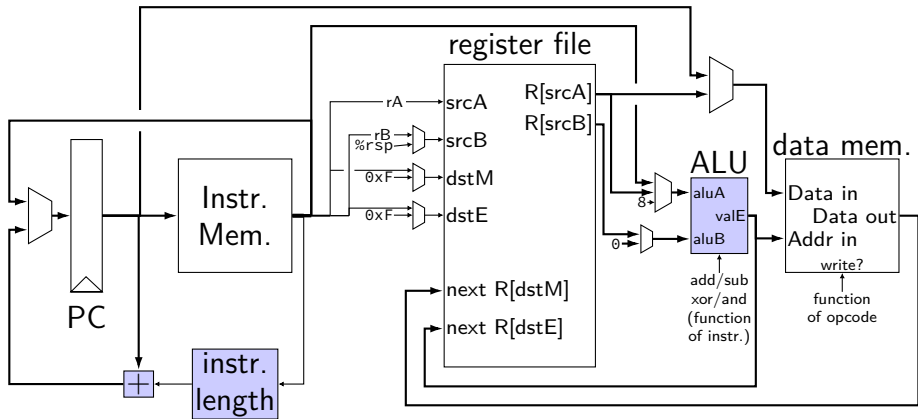 register file
data mem.
ALU
PC
Instr.
Mem.
instr.
length
+
rA
rB
%rsp
0xF
0xF
srcA
srcB
dstM
dstE
next R[dstM]
next R[dstE]
R[srcA]
R[srcB]
8
0
aluA
valE
aluB
add/sub
xor/and
(function
of instr.)
Data in
Data out
Addr in
write?
function
of opcode